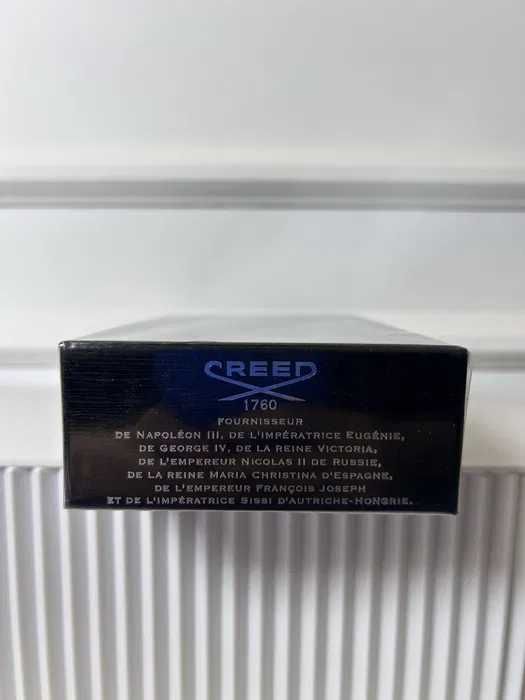 CREED
1760
FOURNISSEUR
DE NAPOLÉON III, DE L'IMPÉRATRICE EUGÉNIE,
DE GEORGE IV, DE LA REINE VICTORIA,
DE L'EMPEREUR NICOLAS II DE RUSSIE,
DE LA REINE MARIA CHRISTINA D'ESPAGNE,
DE L'EMPEREUR FRANÇOIS JOSEPH
ET DE L'IMPÉRATRICE SISSI D'AUTRICHE-HONGRIE.